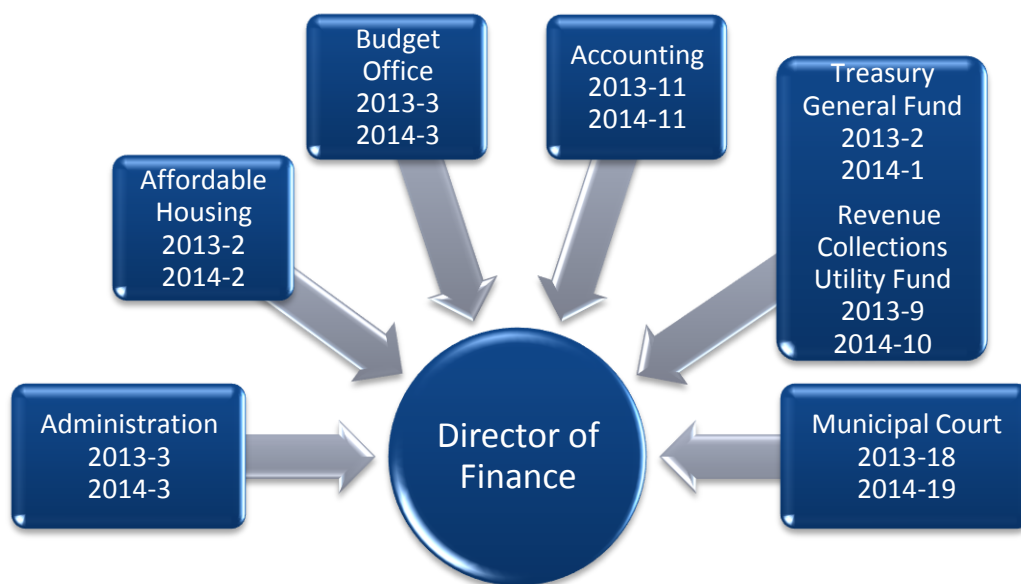 Budget
Office
2013-3
2014-3
Accounting
2013-11
2014-11
Treasury
General Fund
2013-2
2014-1
Revenue
Collections
Utility Fund
2013-9
2014-10
Affordable
Housing
2013-2
2014-2
Administration
2013-3
2014-3
Director of
Finance
Municipal Court
2013-18
2014-19